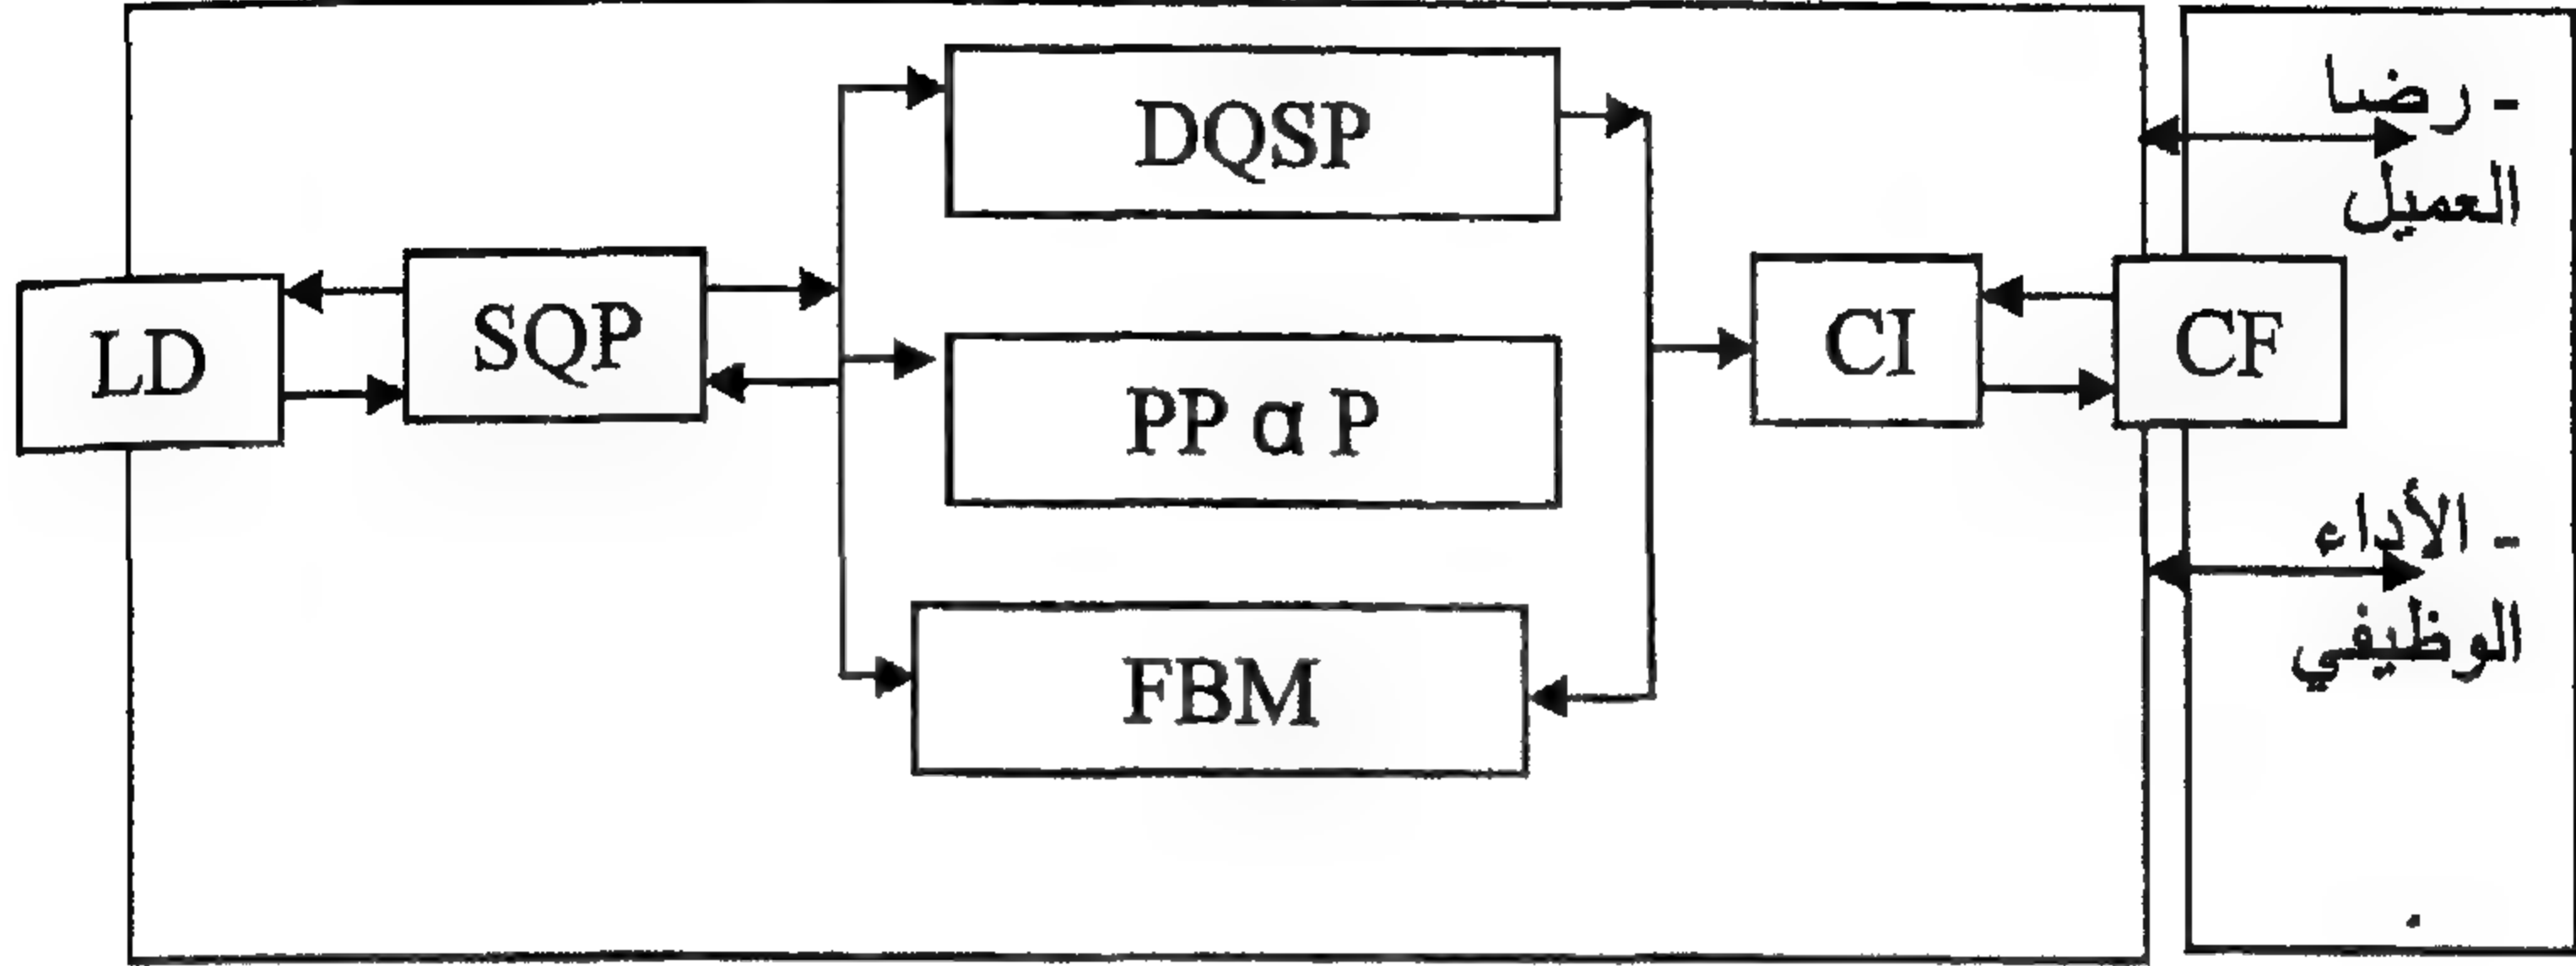 LD
SQP
DQSP
PP α P
FBM
CI
CF
- رضا
العميل
- الأداء
الوظيفي